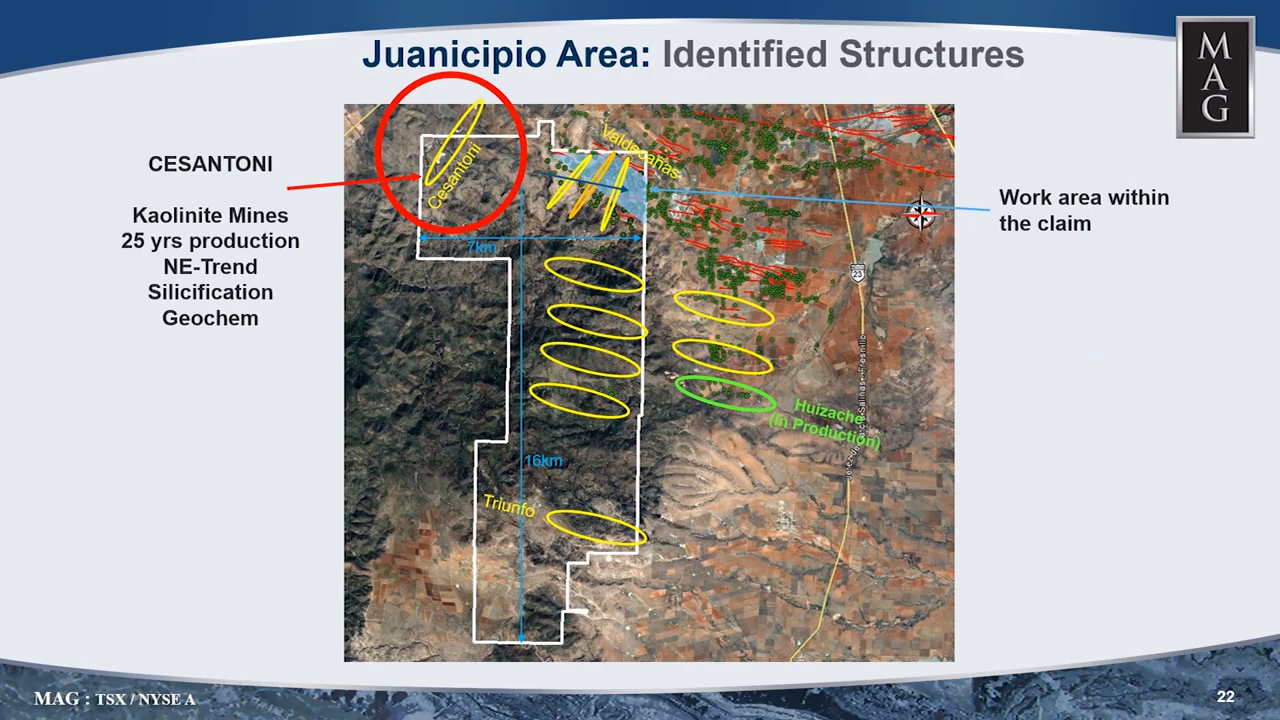 Juanicipio Area: Identified Structures
M
A
G
CESANTONI
Kaolinite Mines
25 yrs production
NE-Trend
Silicification
Geochem
Cesantoni
Valdecañas
Work area within
the claim
N
7km
23
Huizache
(In Production)
16km
Triunfo
MAG : TSX / NYSE A
22